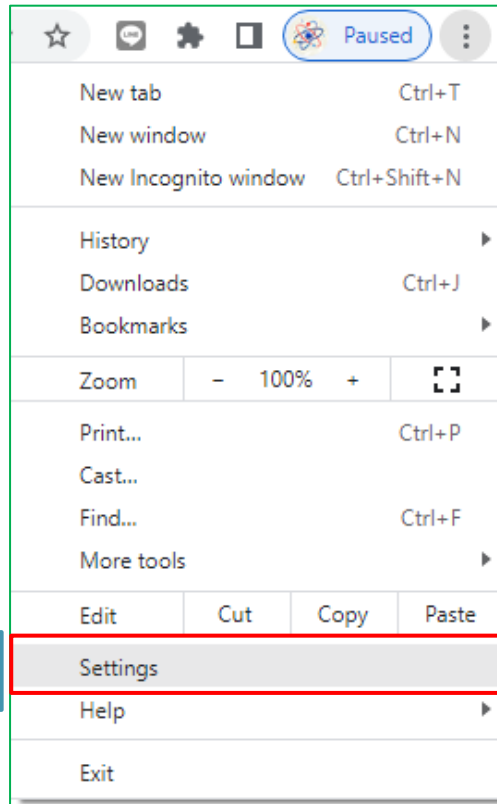 LINE Paused
New tab Ctrl+T
New window Ctrl+N
New Incognito window Ctrl+Shift+N
History
Downloads Ctrl+J
Bookmarks
Zoom - 100% +
Print... Ctrl+P
Cast...
Find... Ctrl+F
More tools
Edit Cut Copy Paste
Settings
Help
Exit